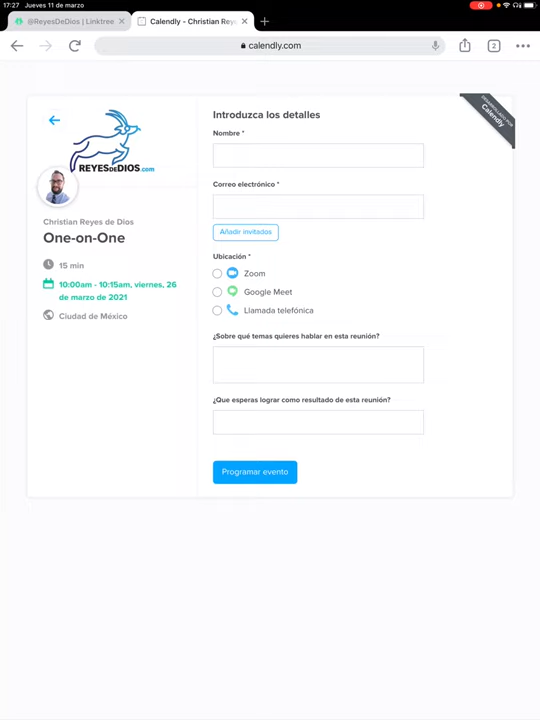 17:27 Jueves 11 de marzo
@ReyesDeDios | Linktree
Calendly - Christian Reye
calendly.com
2
DESARROLLADO POR
Calendly
REYESDEDIOS.com
Christian Reyes de Dios
One-on-One
15 min
10:00am - 10:15am, viernes, 26
de marzo de 2021
Ciudad de México
Introduzca los detalles
Nombre *
Correo electrónico *
Añadir invitados
Ubicación *
Zoom
Google Meet
Llamada telefónica
¿Sobre qué temas quieres hablar en esta reunión?
¿Que esperas lograr como resultado de esta reunión?
Programar evento